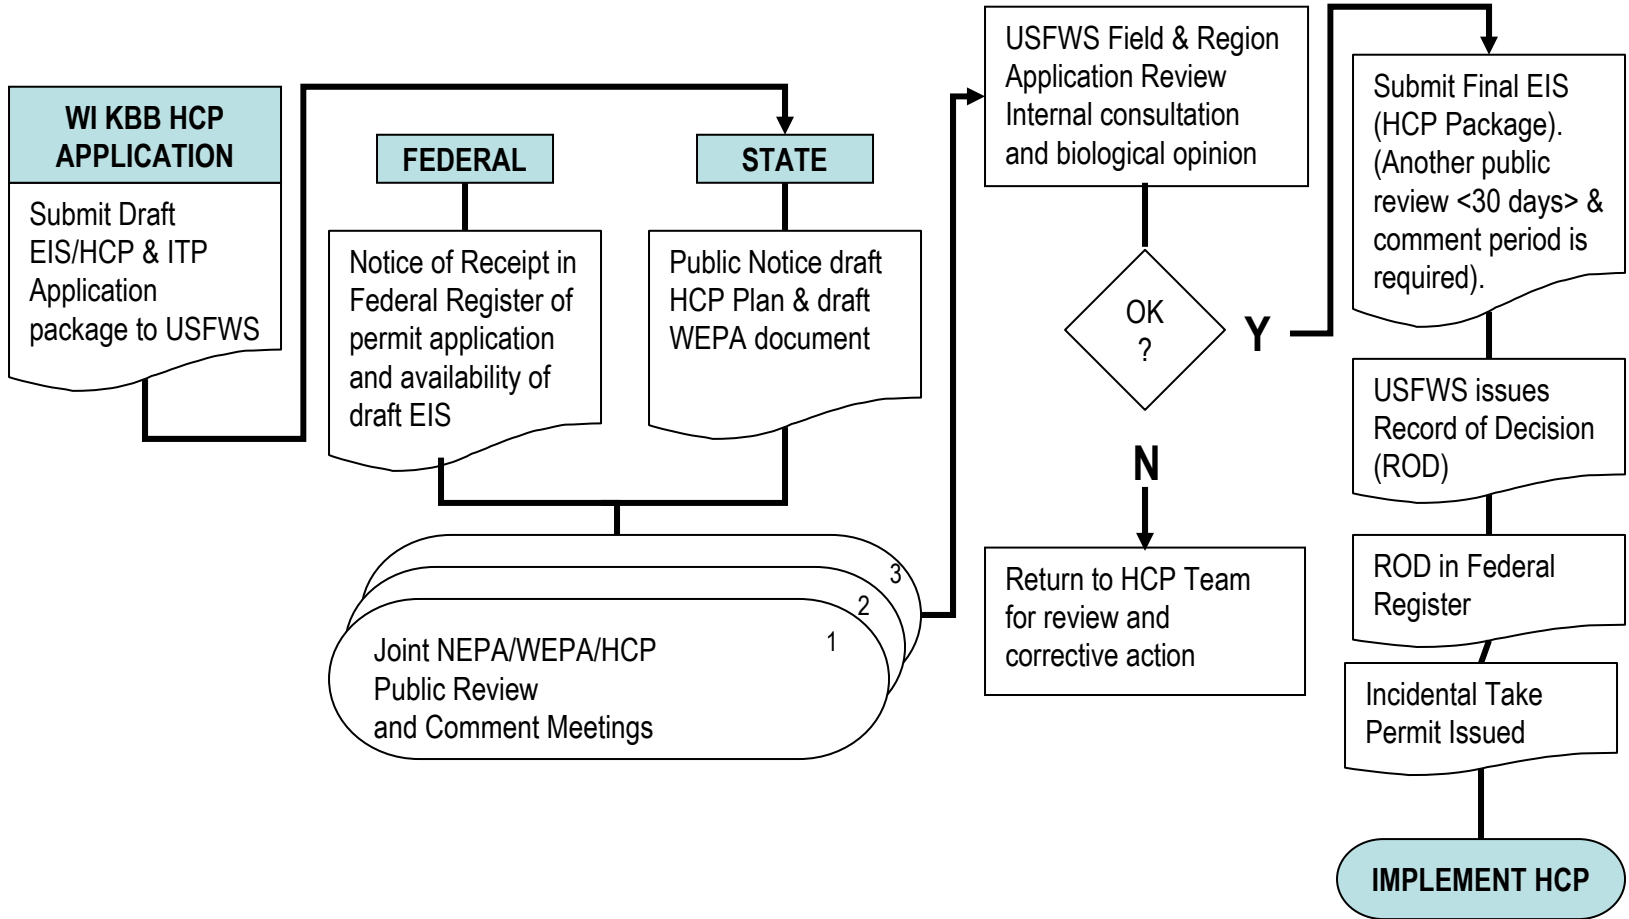 WI KBB HCP
APPLICATION
Submit Draft
EIS/HCP & ITP
Application
package to USFWS
FEDERAL
Notice of Receipt in
Federal Register of
permit application
and availability of
draft EIS
STATE
Public Notice draft
HCP Plan & draft
WEPA document
3
2
1
Joint NEPA/WEPA/HCP
Public Review
and Comment Meetings
USFWS Field & Region
Application Review
Internal consultation
and biological opinion
OK
?
Y
N
Return to HCP Team
for review and
corrective action
Submit Final EIS
(HCP Package).
(Another public
review <30 days> &
comment period is
required).
USFWS issues
Record of Decision
(ROD)
ROD in Federal
Register
Incidental Take
Permit Issued
IMPLEMENT HCP